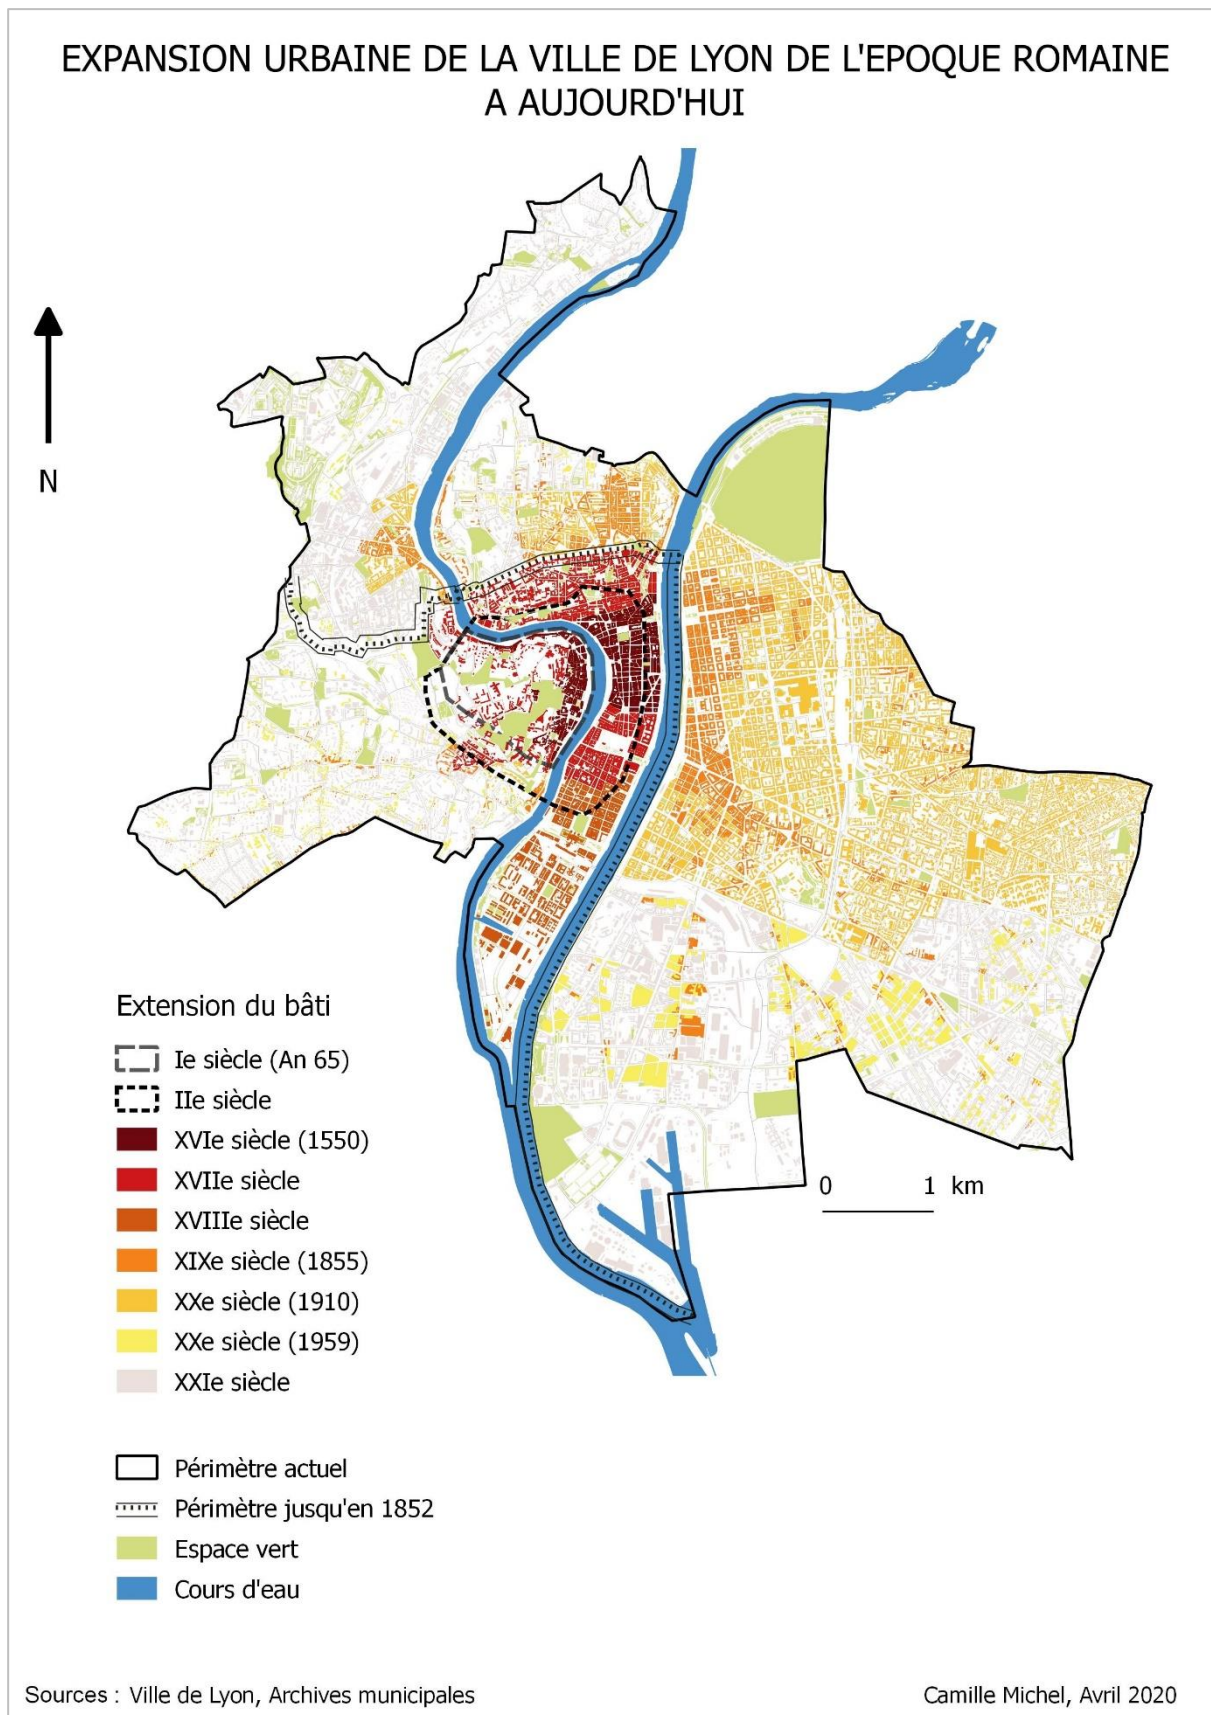 EXPANSION URBAINE DE LA VILLE DE LYON DE L'EPOQUE ROMAINE
A AUJOURD'HUI
N
Extension du bâti
Ie siècle (An 65)
IIe siècle
XVIe siècle (1550)
XVIIe siècle
XVIIIe siècle
XIXe siècle (1855)
XXe siècle (1910)
XXe siècle (1959)
XXIe siècle
0 1 km
Périmètre actuel
Périmètre jusqu'en 1852
Espace vert
Cours d'eau
Sources : Ville de Lyon, Archives municipales
Camille Michel, Avril 2020